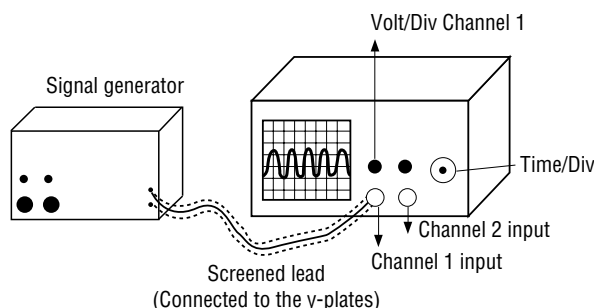 Volt/Div Channel 1
Signal generator
Time/Div
Channel 2 input
Channel 1 input
Screened lead
(Connected to the y-plates)